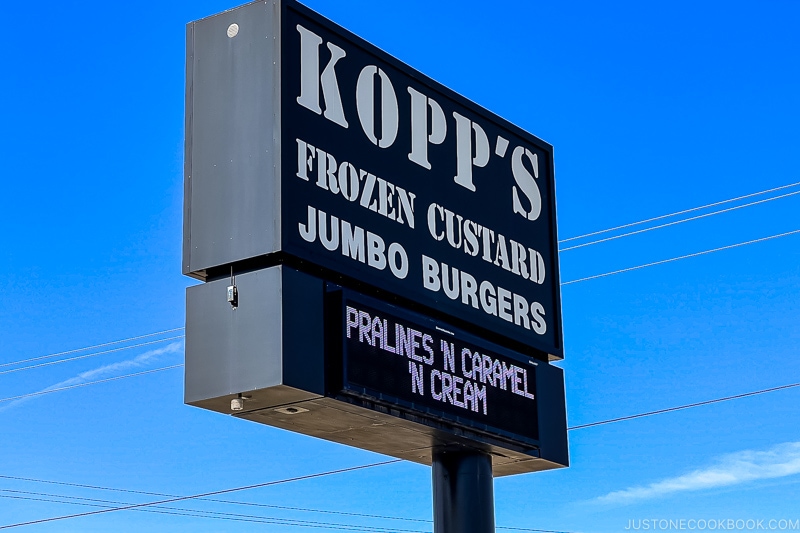 KOPP'S
FROZEN CUSTARD
JUMBO BURGERS
PRALINES 'N CARAMEL
'N CREAM
JUSTONECOOKBOOK.COM